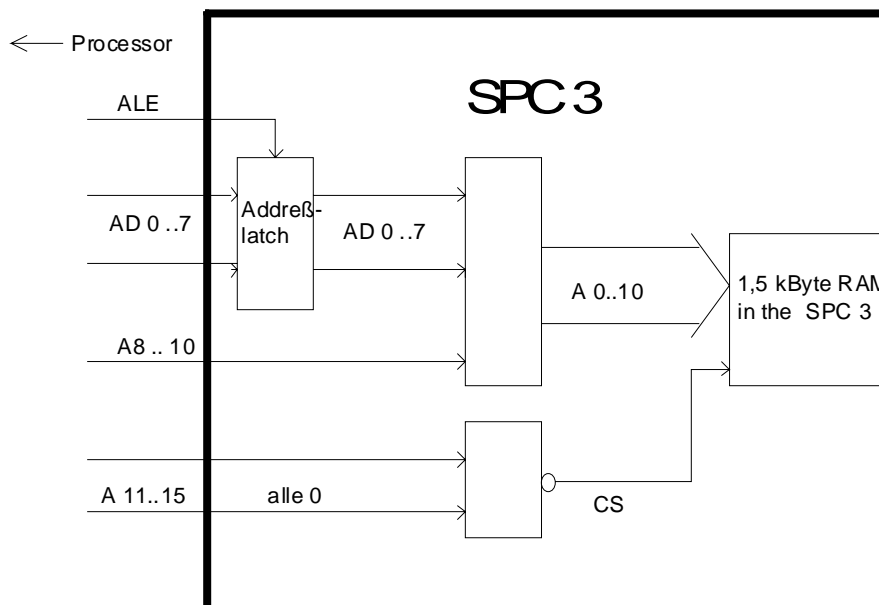 Processor
SPC 3
ALE
AD 0 ..7
Addreß-
latch
AD 0 ..7
A 0..10
1,5 kByte RAM
in the SPC 3
A8 .. 10
A 11..15
alle 0
CS